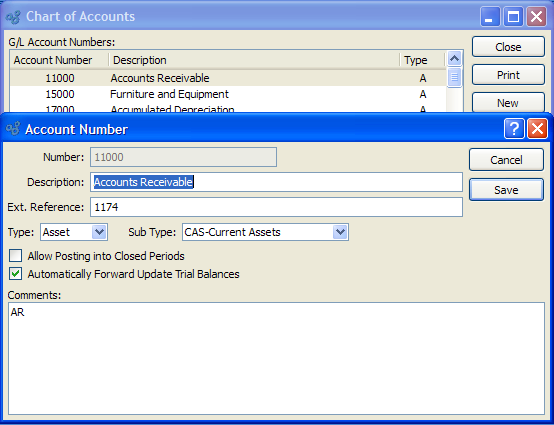 Chart of Accounts
G/L Account Numbers:
Close
Account Number Description Type
11000 Accounts Receivable A
Print
15000 Furniture and Equipment A
New
17000 Accumulated Depreciation A
Account Number
Number: 11000
Cancel
Description: Accounts Receivable
Save
Ext. Reference: 1174
Type: Asset Sub Type: CAS-Current Assets
Allow Posting into Closed Periods
Automatically Forward Update Trial Balances
Comments:
AR